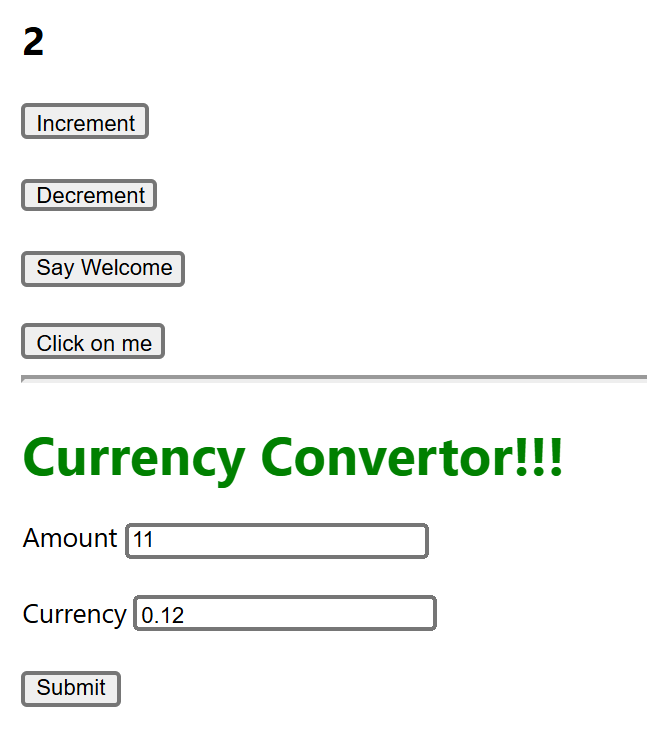 2
Increment
Decrement
Say Welcome
Click on me
Currency Convertor!!!
Amount 11
Currency 0.12
Submit